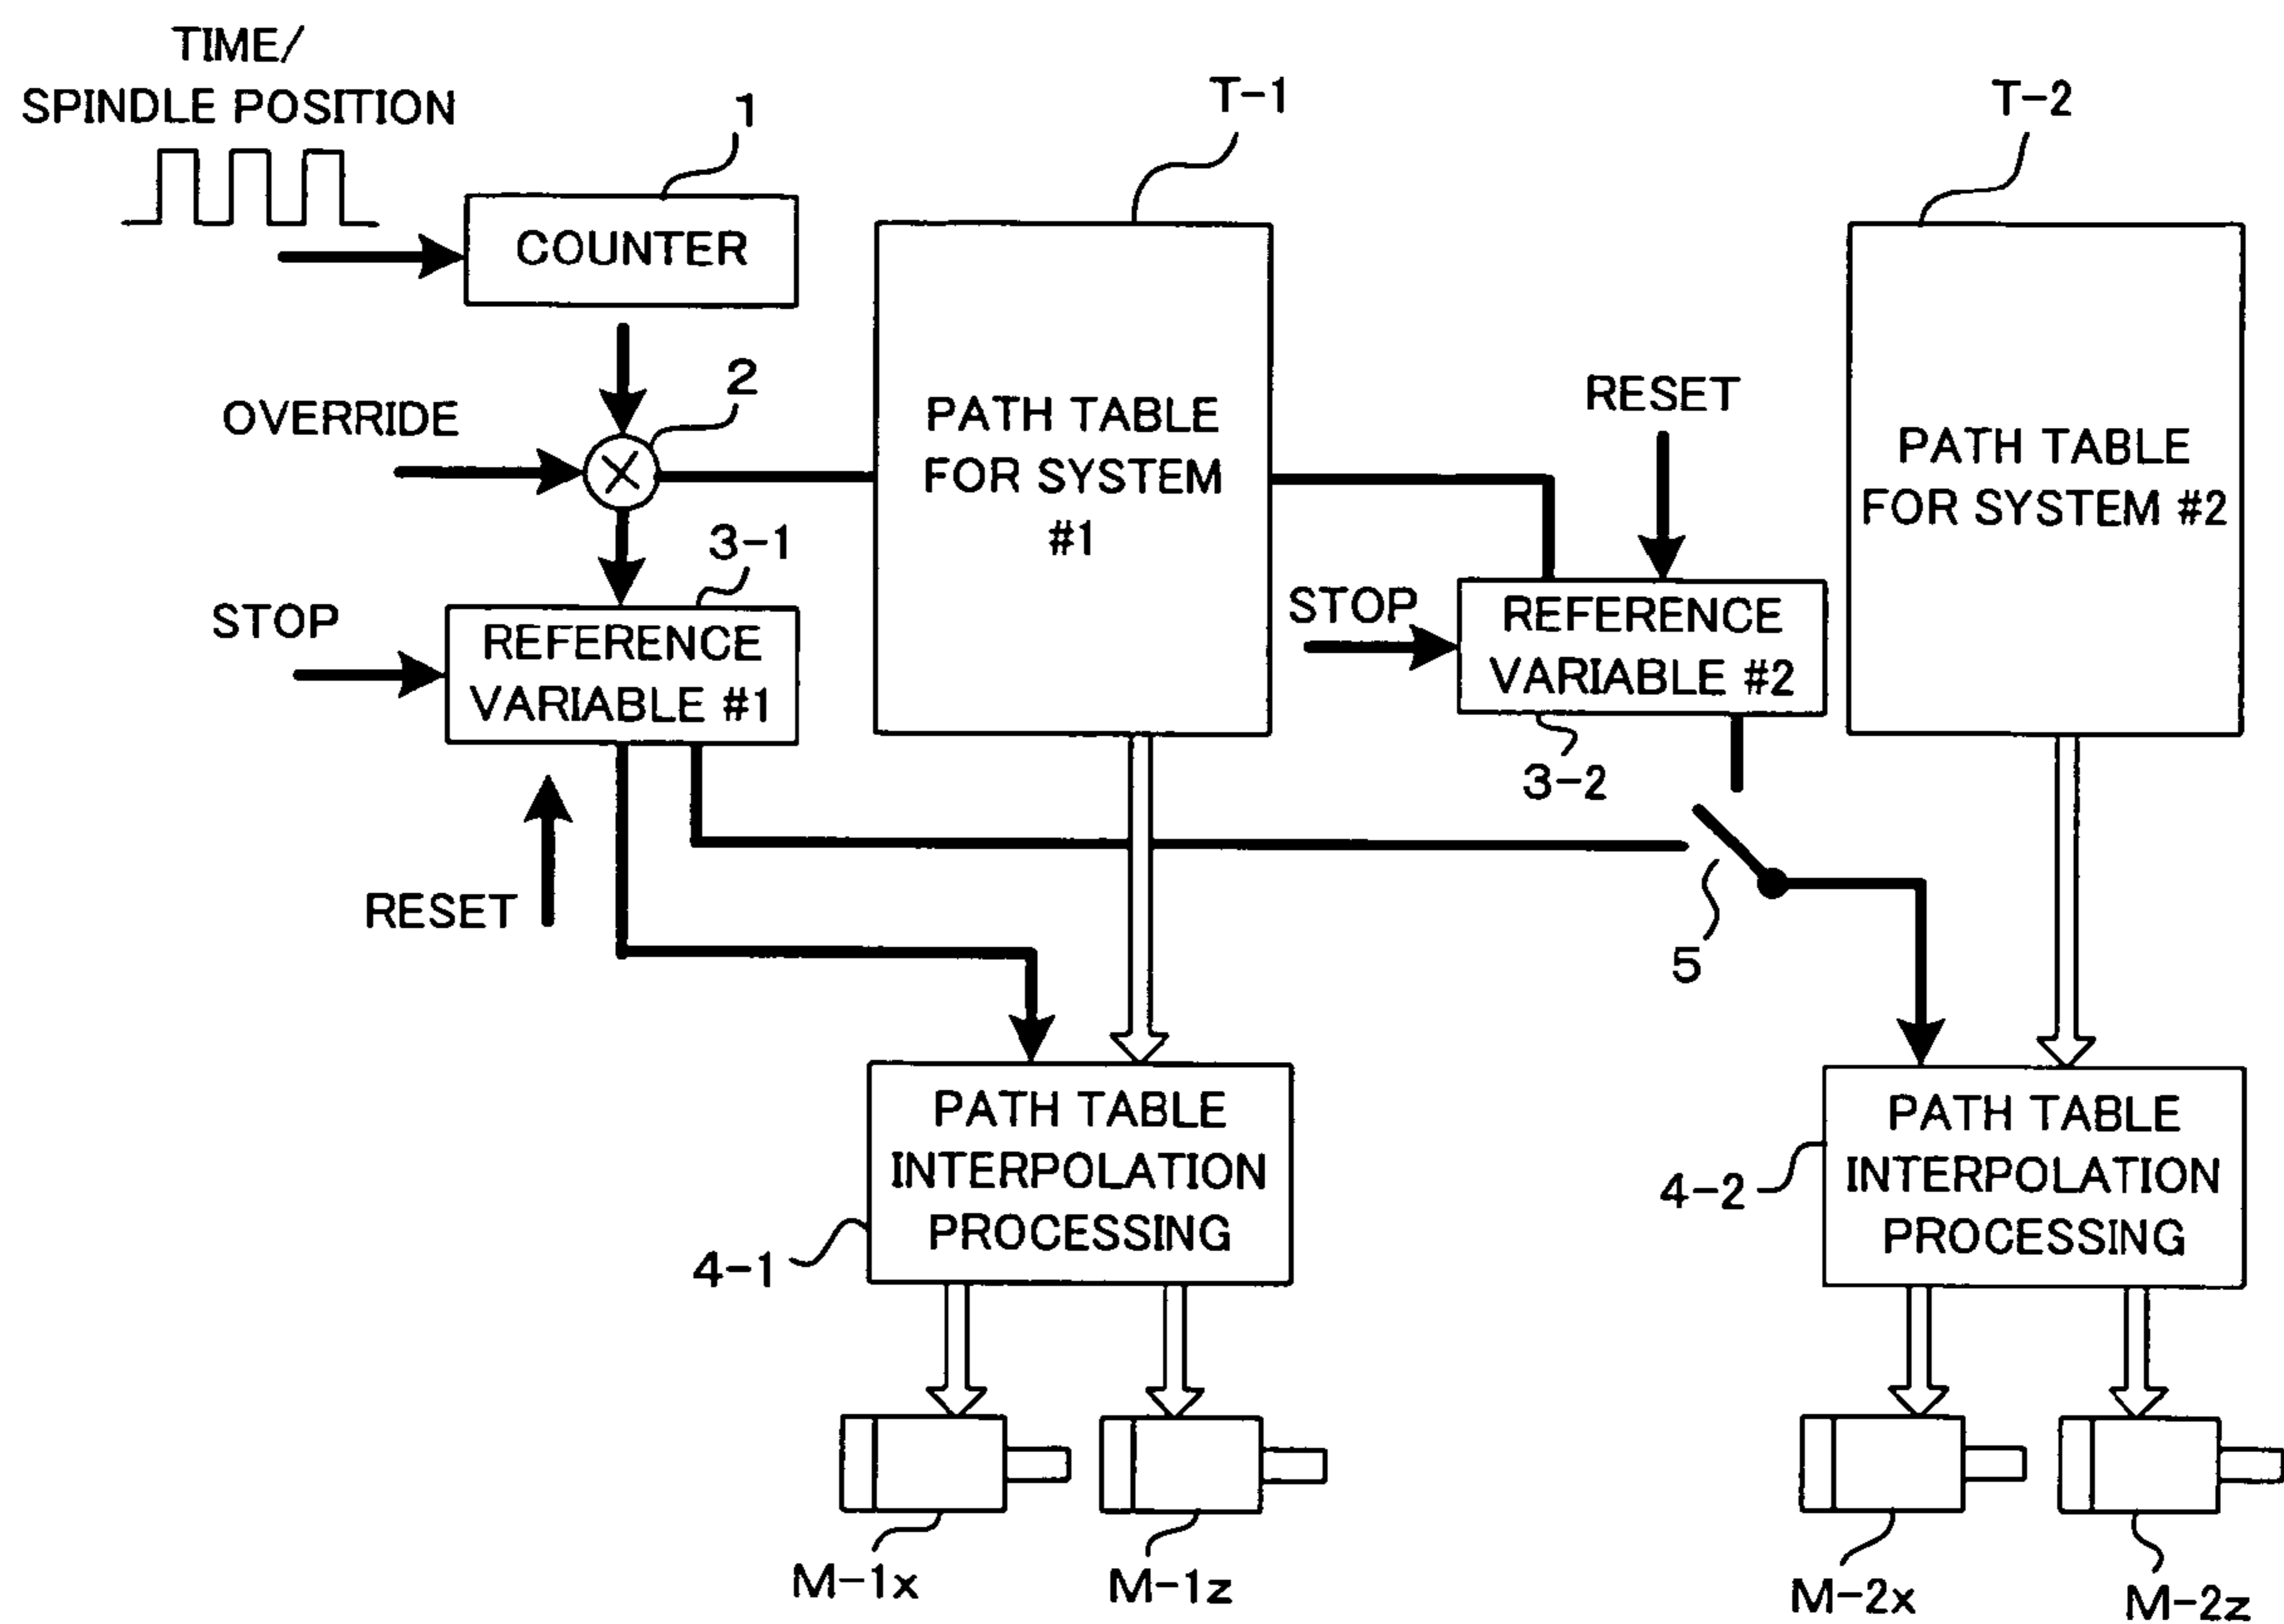 TIME/
SPINDLE POSITION
1
T-1
T-2
COUNTER
OVERRIDE
2
PATH TABLE
FOR SYSTEM
#1
RESET
PATH TABLE
FOR SYSTEM #2
3-1
STOP
REFERENCE
VARIABLE #1
STOP
REFERENCE
VARIABLE #2
3-2
RESET
5
PATH TABLE
INTERPOLATION
PROCESSING
4-1
PATH TABLE
INTERPOLATION
PROCESSING
4-2
M-1x
M-1z
M-2x
M-2z